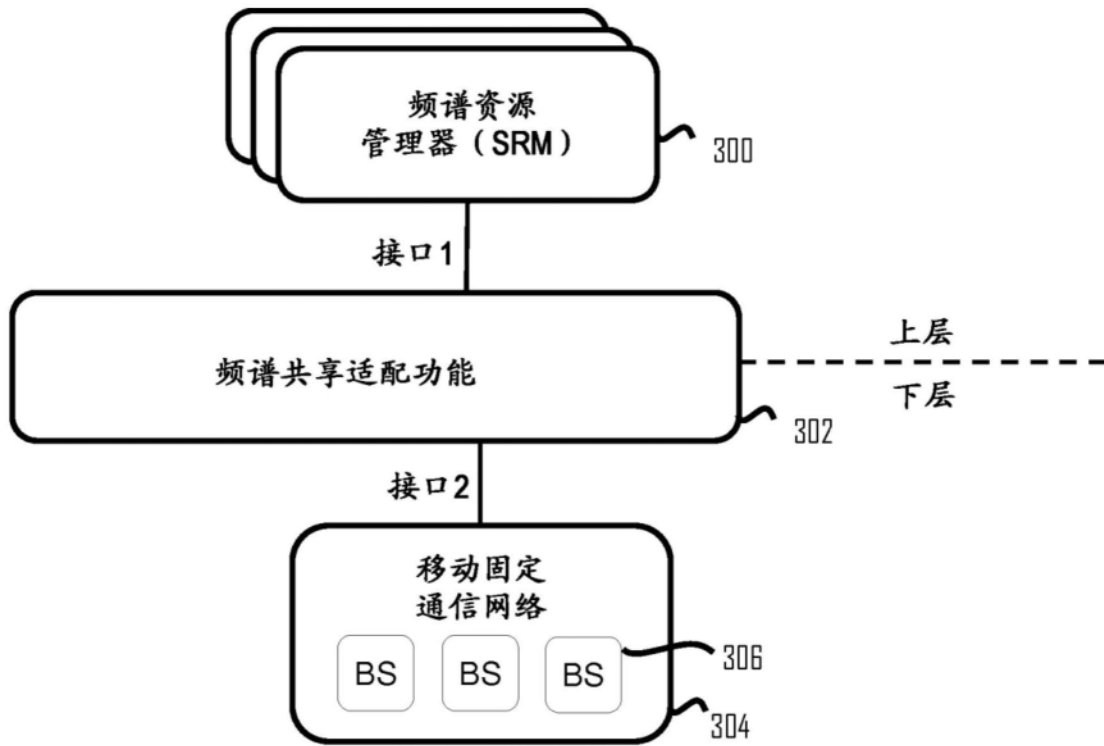 频谱资源
管理器（SRM）
300
接口1
上层
频谱共享适配功能
下层
302
接口2
移动固定
通信网络
BS
BS
BS
306
304